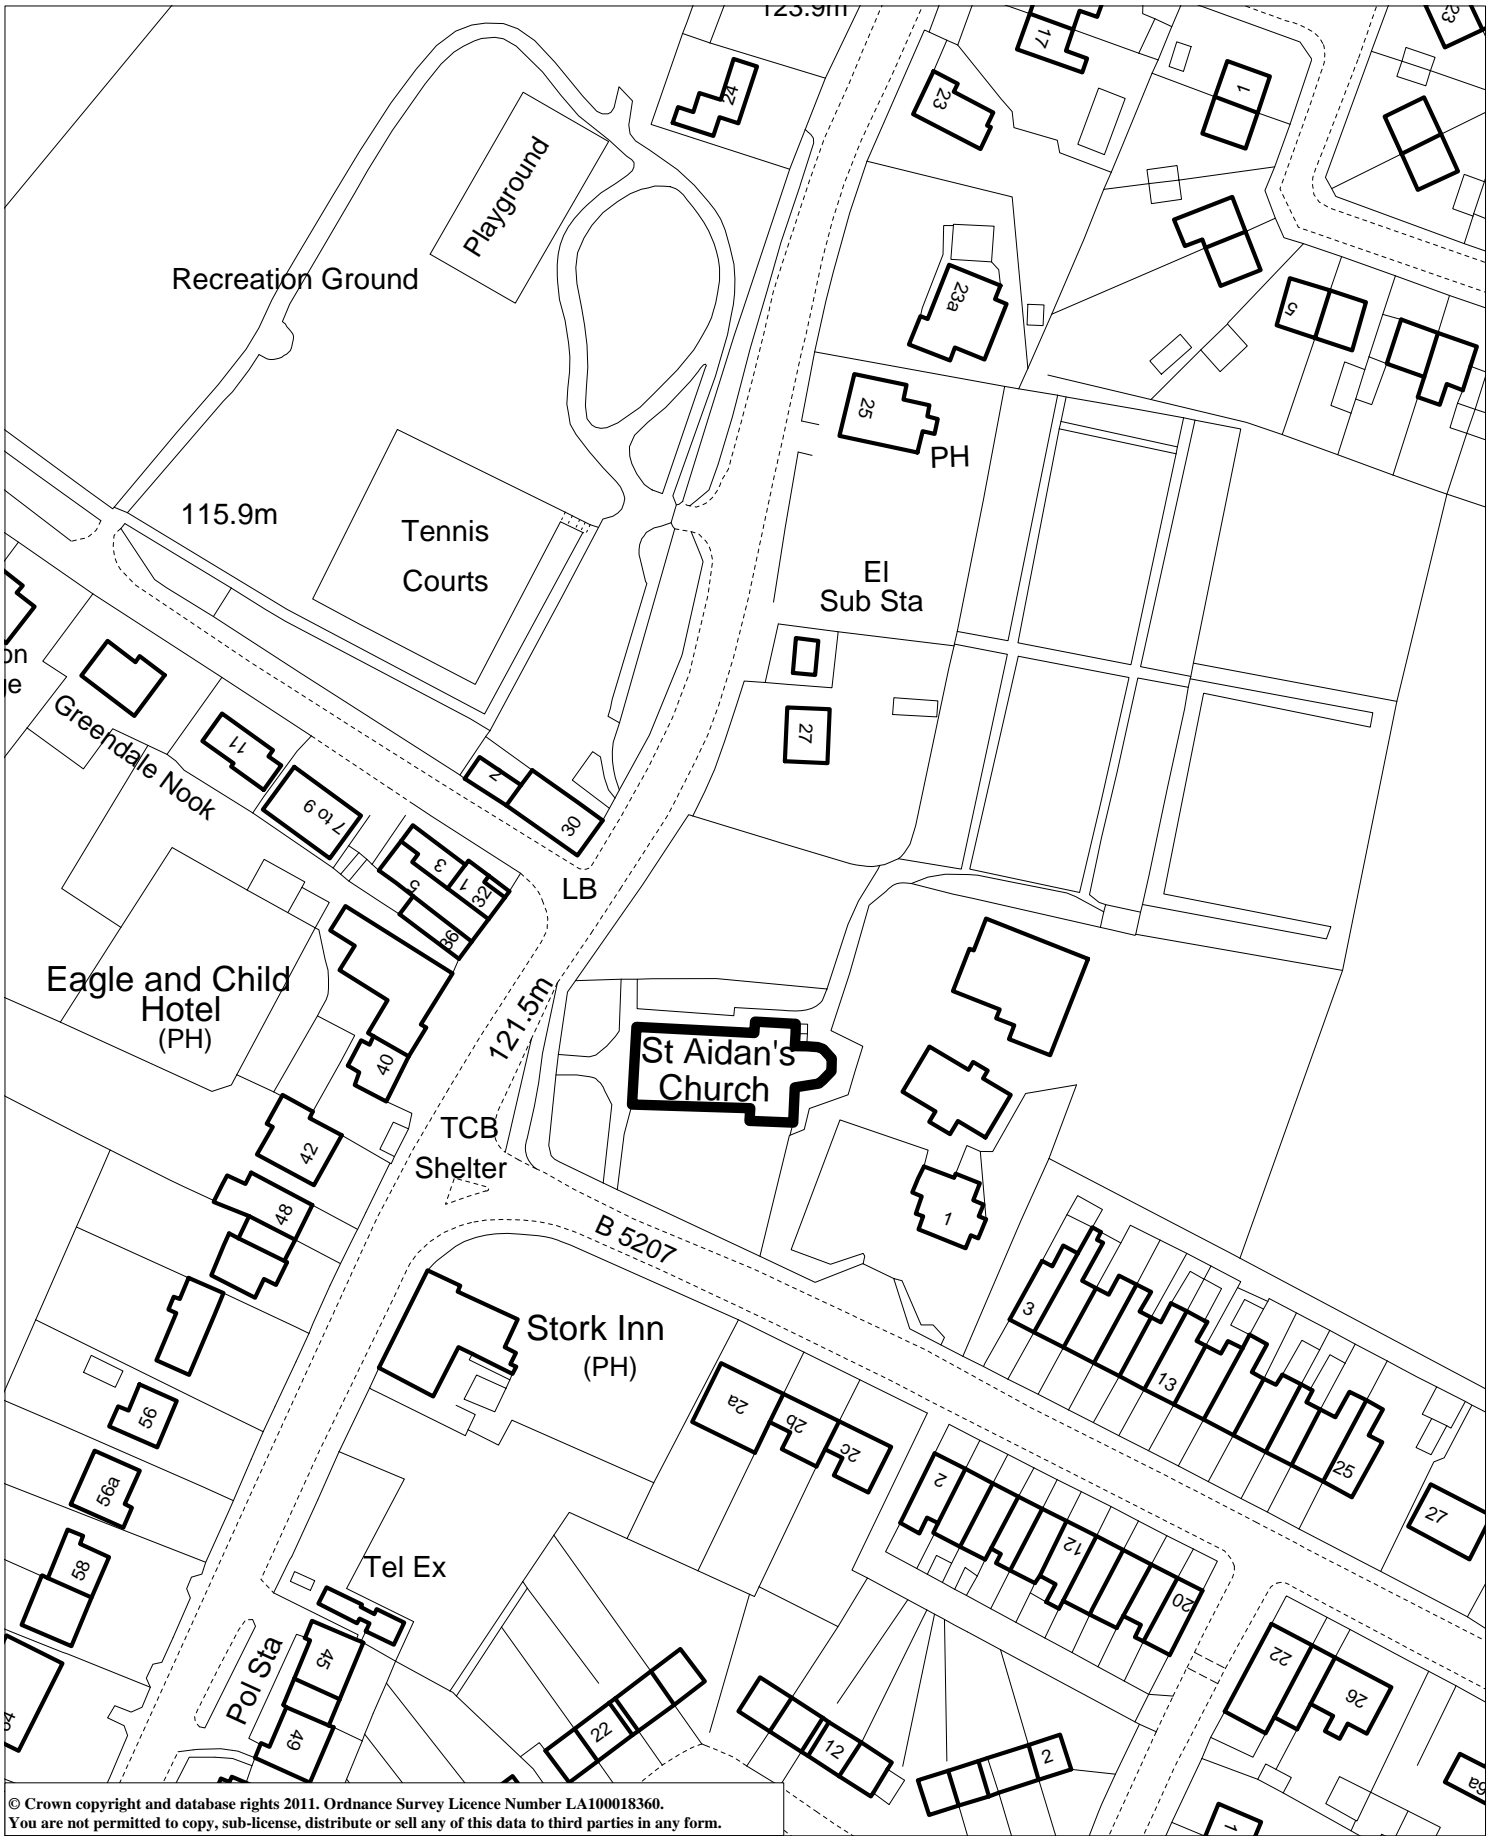 123.9m
17
23
24
23
1
Playground
Recreation Ground
23a
5
25
PH
115.9m
Tennis
Courts
El
Sub Sta
on
ge
Greendale Nook
11
7 to 9
2
30
27
3
5
1
32
36
LB
Eagle and Child
Hotel
(PH)
121.5m
St Aidan's
Church
40
TCB
Shelter
42
48
1
B 5207
Stork Inn
(PH)
3
13
25
27
2a
2b
2c
56
56a
58
2
12
20
Tel Ex
Pol Sta
45
49
22
12
2
22
26
6a
1
© Crown copyright and database rights 2011. Ordnance Survey Licence Number LA100018360.
You are not permitted to copy, sub-license, distribute or sell any of this data to third parties in any form.